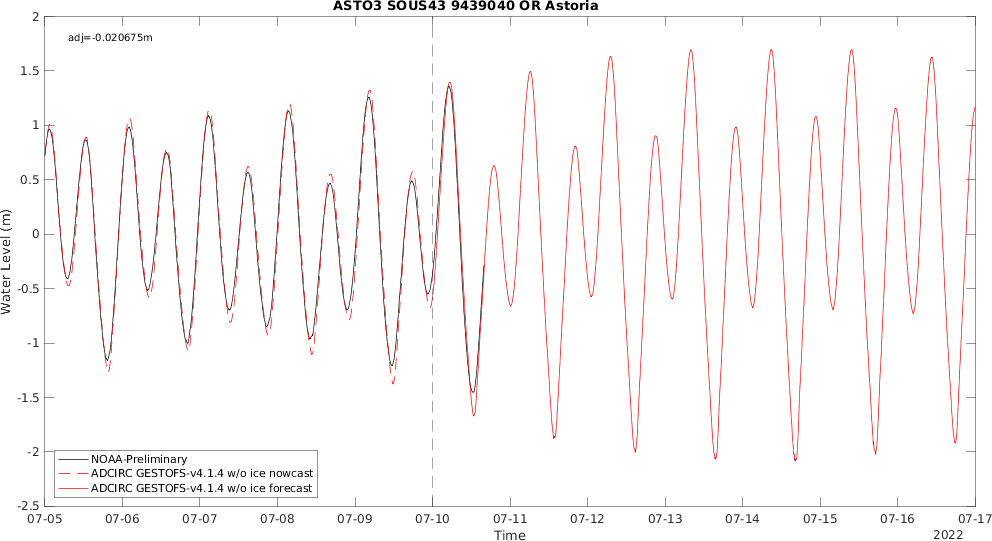 ASTO3 SOUS43 9439040 OR Astoria
adj=-0.020675m
Water Level (m)
2
1.5
1
0.5
0
-0.5
-1
-1.5
-2
-2.5
NOAA-Preliminary
ADCIRC GESTOFS-v4.1.4 w/o ice nowcast
ADCIRC GESTOFS-v4.1.4 w/o ice forecast
07-05 07-06 07-07 07-08 07-09 07-10 07-11 07-12 07-13 07-14 07-15 07-16 07-17
Time
2022